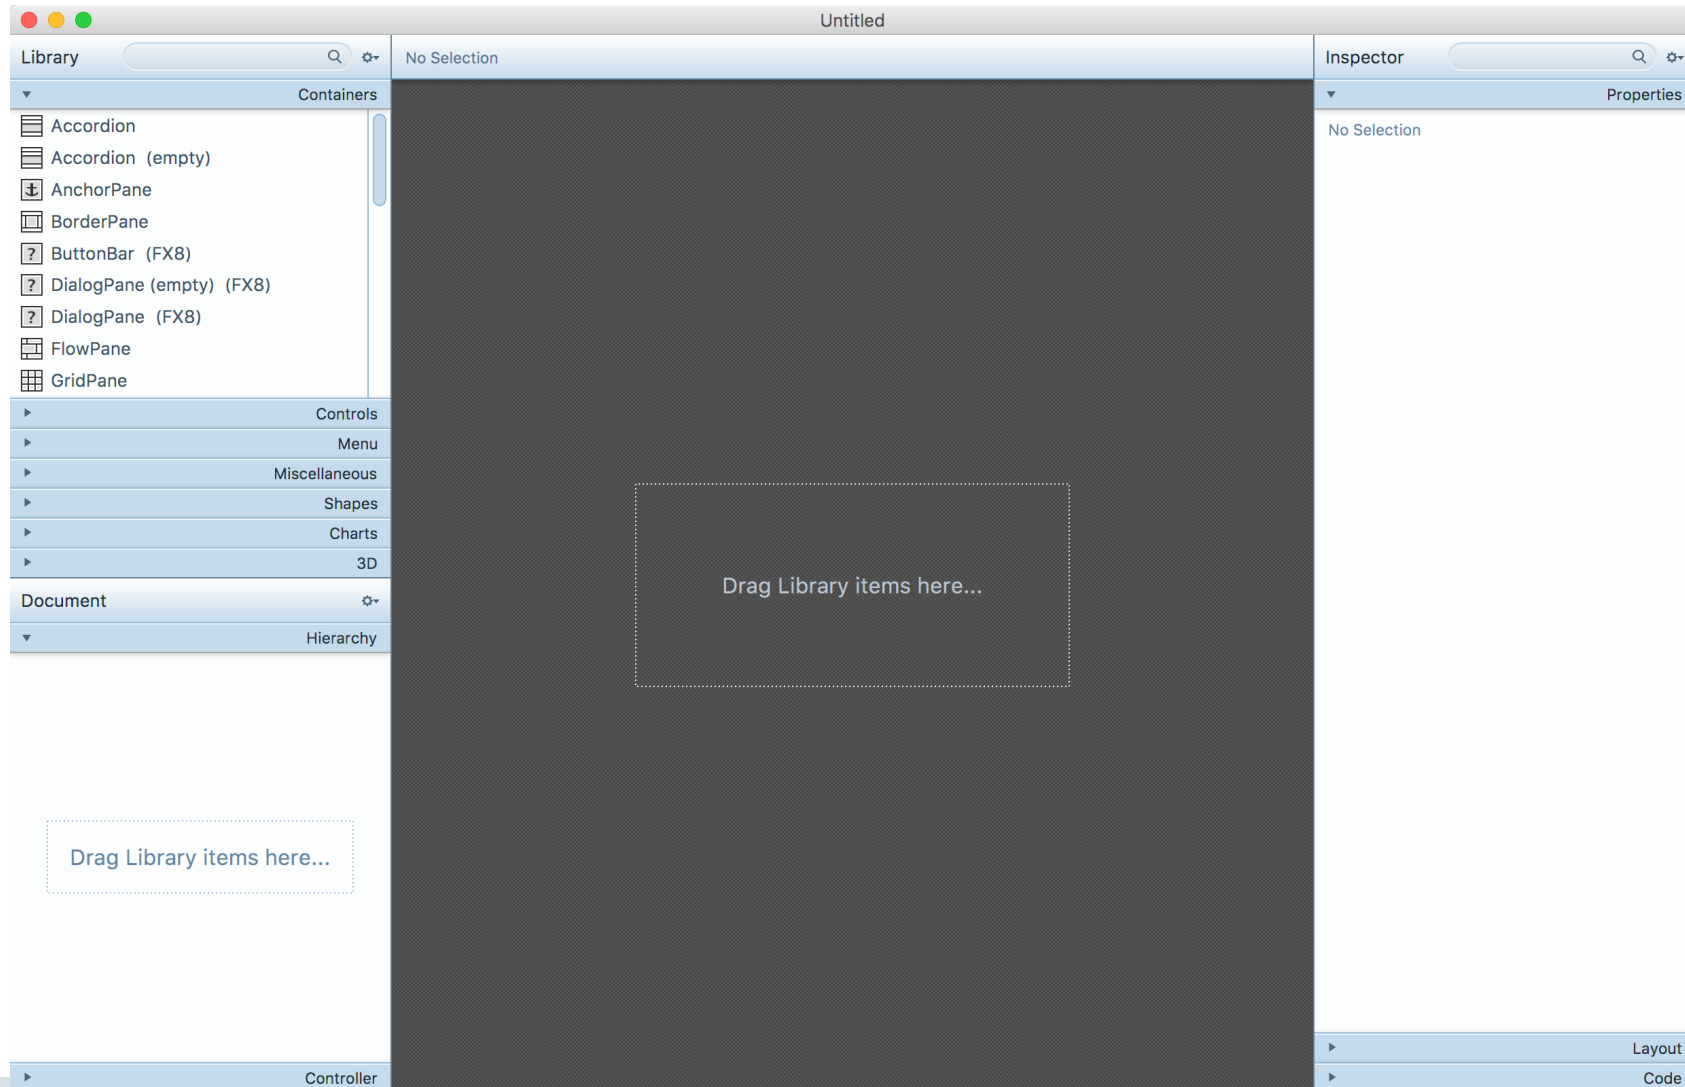 Untitled
Library
No Selection
Inspector
Containers
Properties
Accordion
No Selection
Accordion (empty)
AnchorPane
BorderPane
ButtonBar (FX8)
DialogPane (empty) (FX8)
DialogPane (FX8)
FlowPane
GridPane
Controls
Menu
Miscellaneous
Shapes
Charts
3D
Drag Library items here...
Document
Hierarchy
Drag Library items here...
Controller
Layout
Code